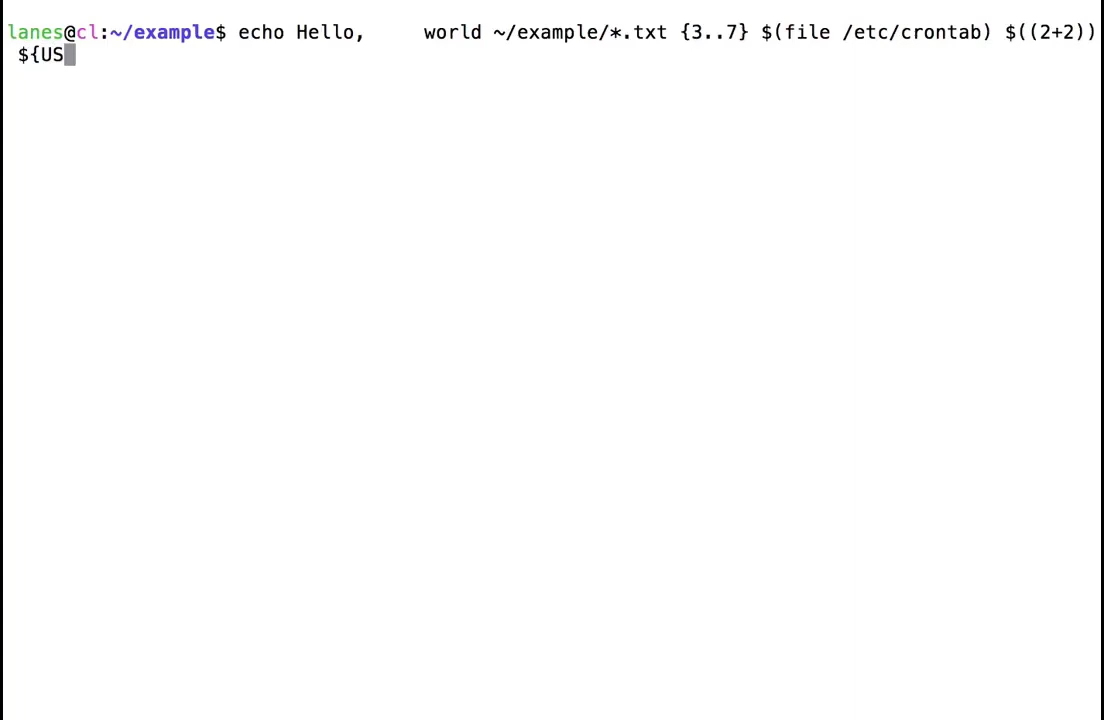 lanes@cl:~/example$ echo Hello,     world ~/example/*.txt {3..7} $(file /etc/crontab) $((2+2))
 ${US